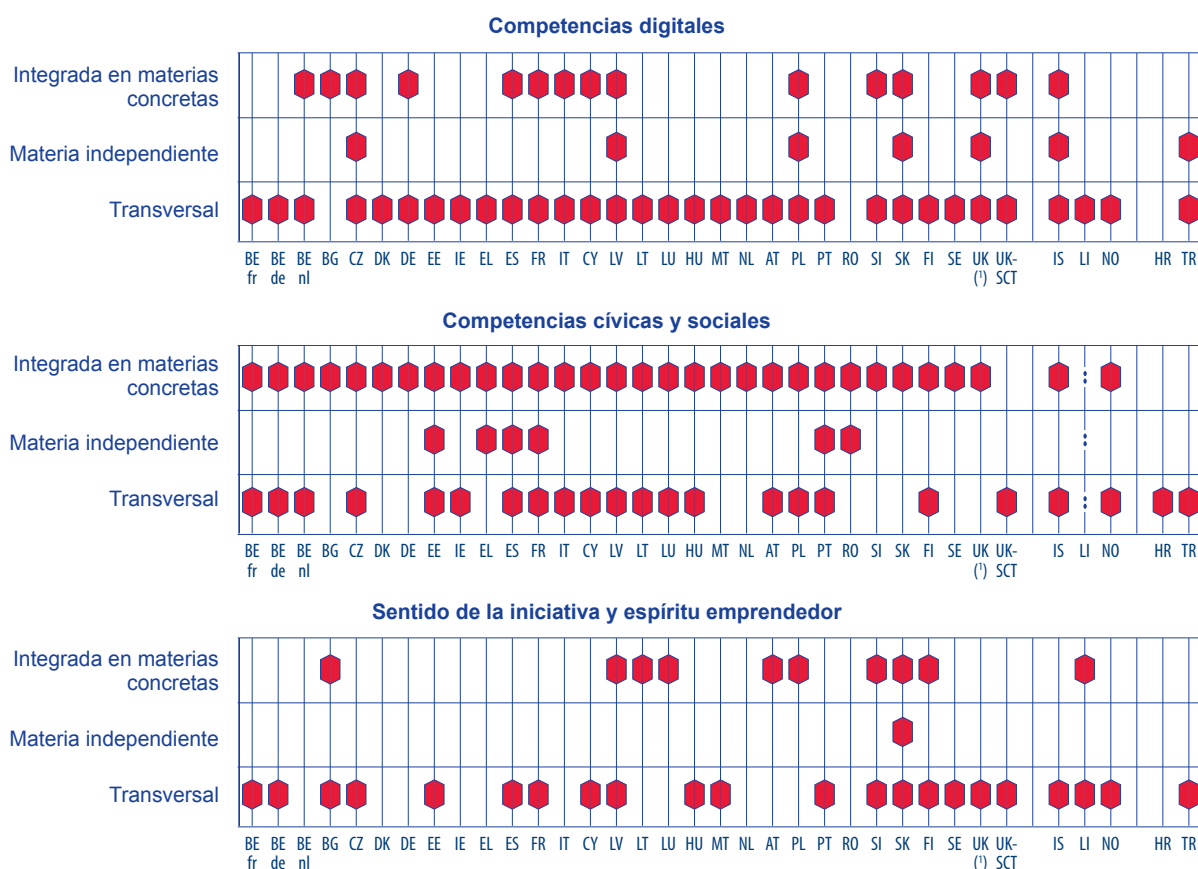 Competencias digitales
Integrada en materias
concretas
Materia independiente
Transversal
BE BE BE BG CZ DK DE EE IE EL ES FR IT CY LV LT LU HU MT NL AT PL PT RO SI SK FI SE UK UK- IS LI NO HR TR
fr de nl (¹) SCT
Competencias cívicas y sociales
Integrada en materias
concretas
Materia independiente
Transversal
BE BE BE BG CZ DK DE EE IE EL ES FR IT CY LV LT LU HU MT NL AT PL PT RO SI SK FI SE UK UK- IS LI NO HR TR
fr de nl (¹) SCT
Sentido de la iniciativa y espíritu emprendedor
Integrada en materias
concretas
Materia independiente
Transversal
BE BE BE BG CZ DK DE EE IE EL ES FR IT CY LV LT LU HU MT NL AT PL PT RO SI SK FI SE UK UK- IS LI NO HR TR
fr de nl (¹) SCT